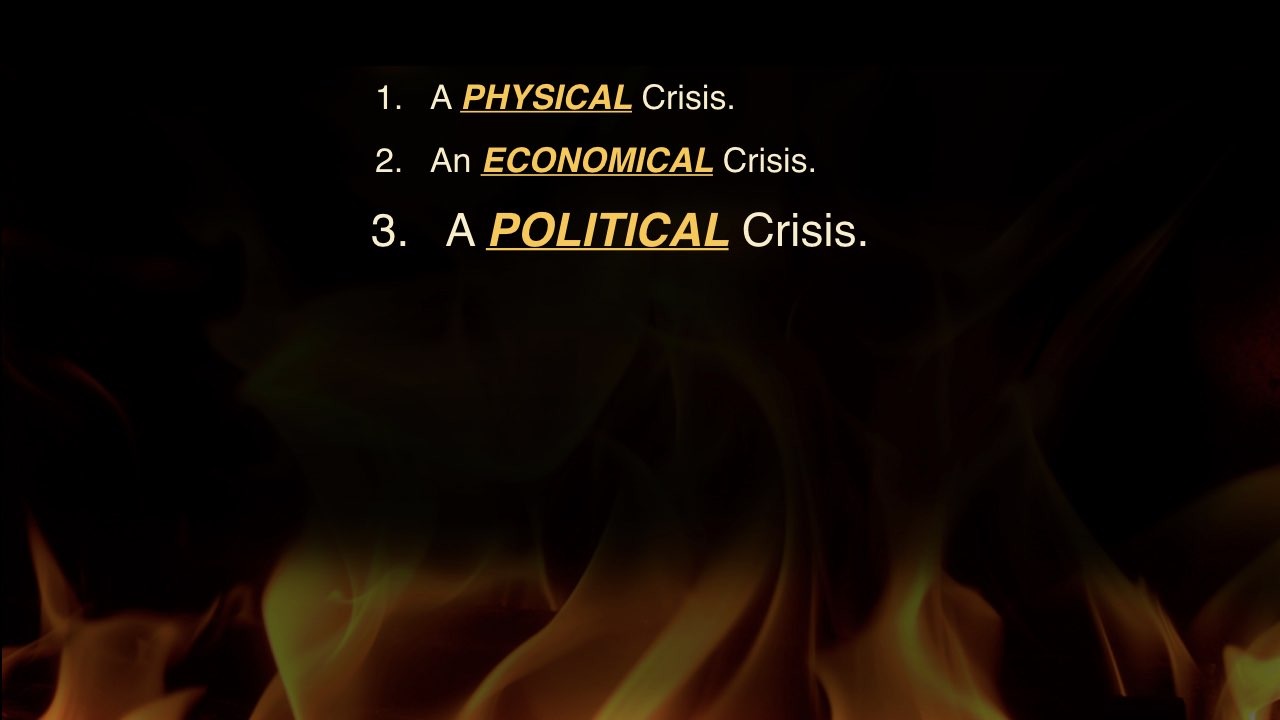 1. A PHYSICAL Crisis.
2. An ECONOMICAL Crisis.
3. A POLITICAL Crisis.